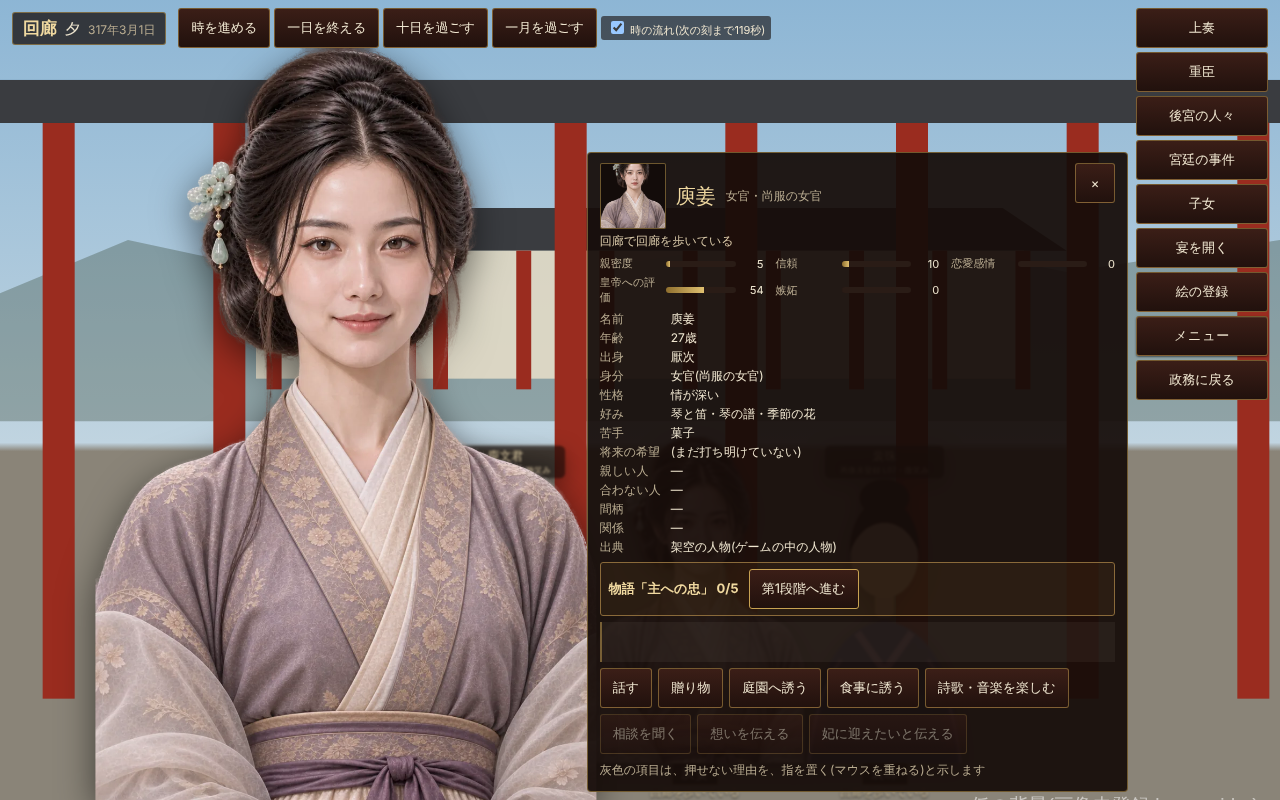 回廊 夕 317年3月1日
時を進める
一日を終える
十日を過ごす
一月を過ごす
時の流れ(次の刻まで119秒)
上奏
重臣
後宮の人々
宮廷の事件
子女
宴を開く
絵の登録
メニュー
政務に戻る
庾姜 女官・尚服の女官
×
回廊で回廊を歩いている
親密度 5 信頼 10 恋愛感情 0
皇帝への評価 54 嫉妬 0
名前 庾姜
年齢 27歳
出身 厭次
身分 女官(尚服の女官)
性格 情が深い
好み 琴と笛・琴の譜・季節の花
苦手 菓子
将来の希望 (まだ打ち明けていない)
親しい人 —
合わない人 —
間柄 —
関係 —
出典 架空の人物(ゲームの中の人物)
物語「主への忠」 0/5 第1段階へ進む
話す
贈り物
庭園へ誘う
食事に誘う
詩歌・音楽を楽しむ
相談を聞く
想いを伝える
妃に迎えたいと伝える
灰色の項目は、押せない理由を、指を置く(マウスを重ねる)と示します